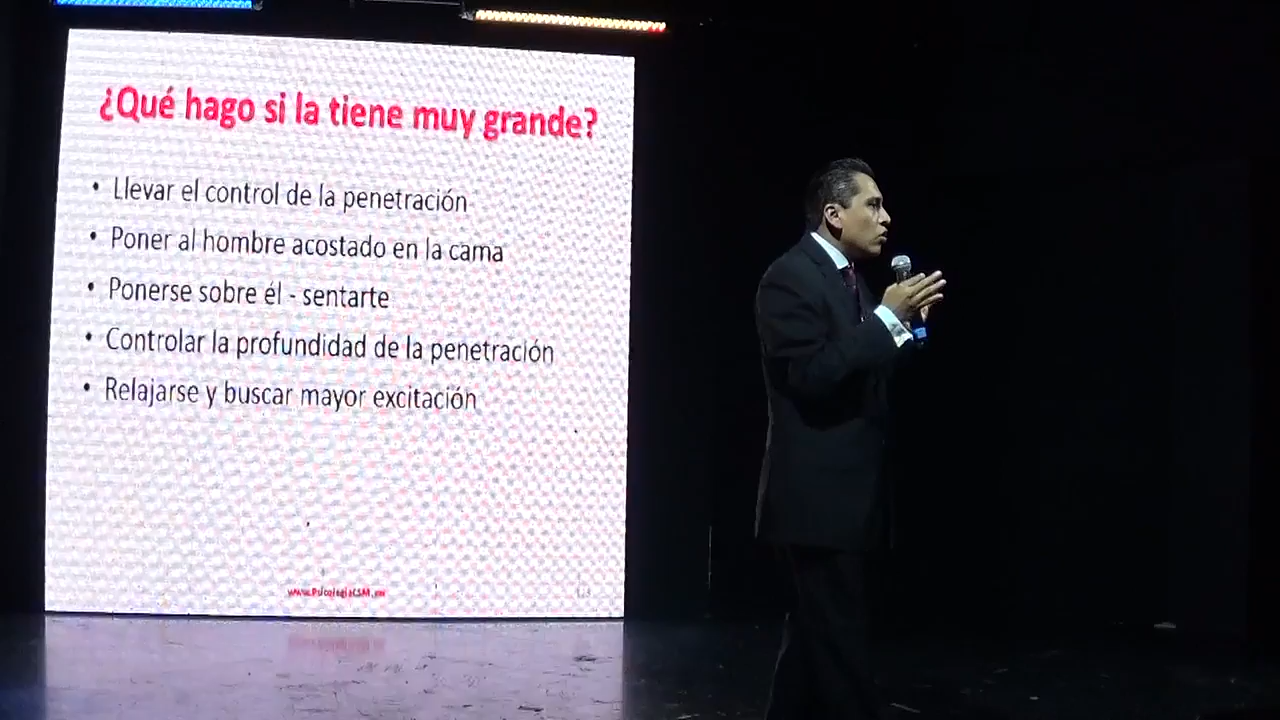 ¿Qué hago si la tiene muy grande?
• Llevar el control de la penetración
• Poner al hombre acostado en la cama
• Ponerse sobre él - sentarte
• Controlar la profundidad de la penetración
• Relajarse y buscar mayor excitación